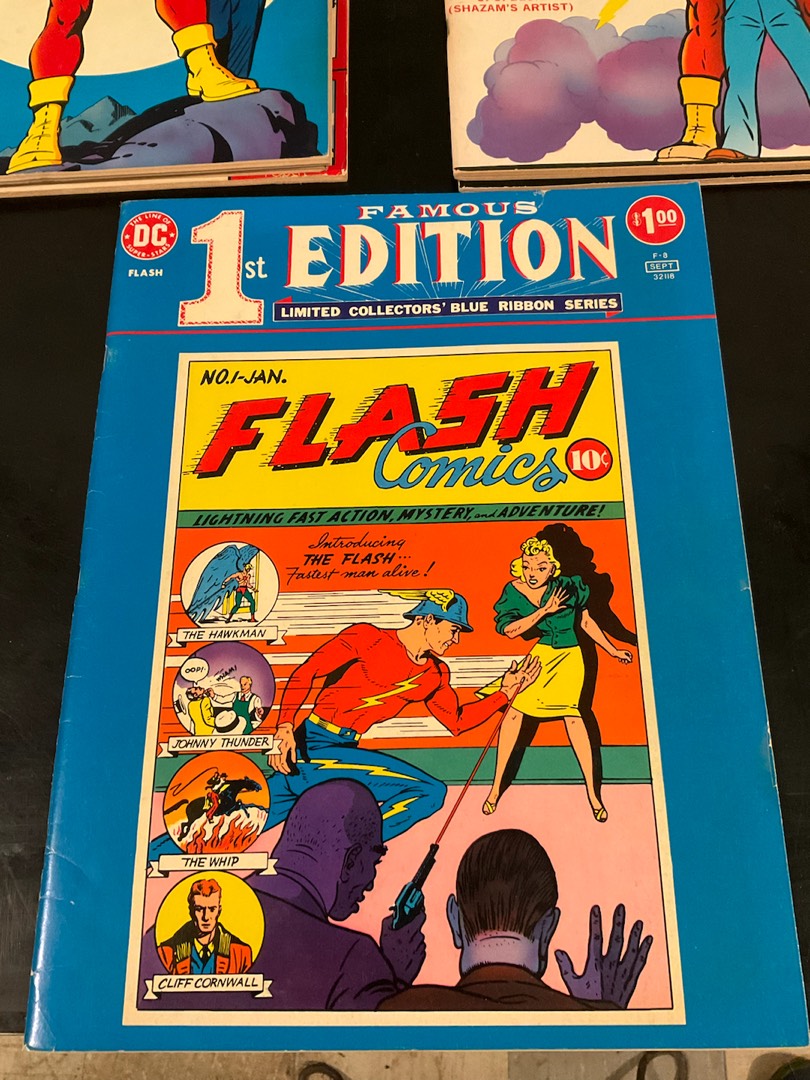 (SHAZAM'S ARTIST)
THE LINE OF
DC
SUPER-STARS
FLASH
1st
FAMOUS
EDITION
$1.00
F-8
SEPT
32118
LIMITED COLLECTORS' BLUE RIBBON SERIES
NO.1-JAN.
FLASH
Comics
10¢
LIGHTNING FAST ACTION, MYSTERY, and ADVENTURE!
Introducing
THE FLASH...
Fastest man alive!
THE HAWKMAN
OOP!
JOHNNY THUNDER
THE WHIP
CLIFF CORNWALL